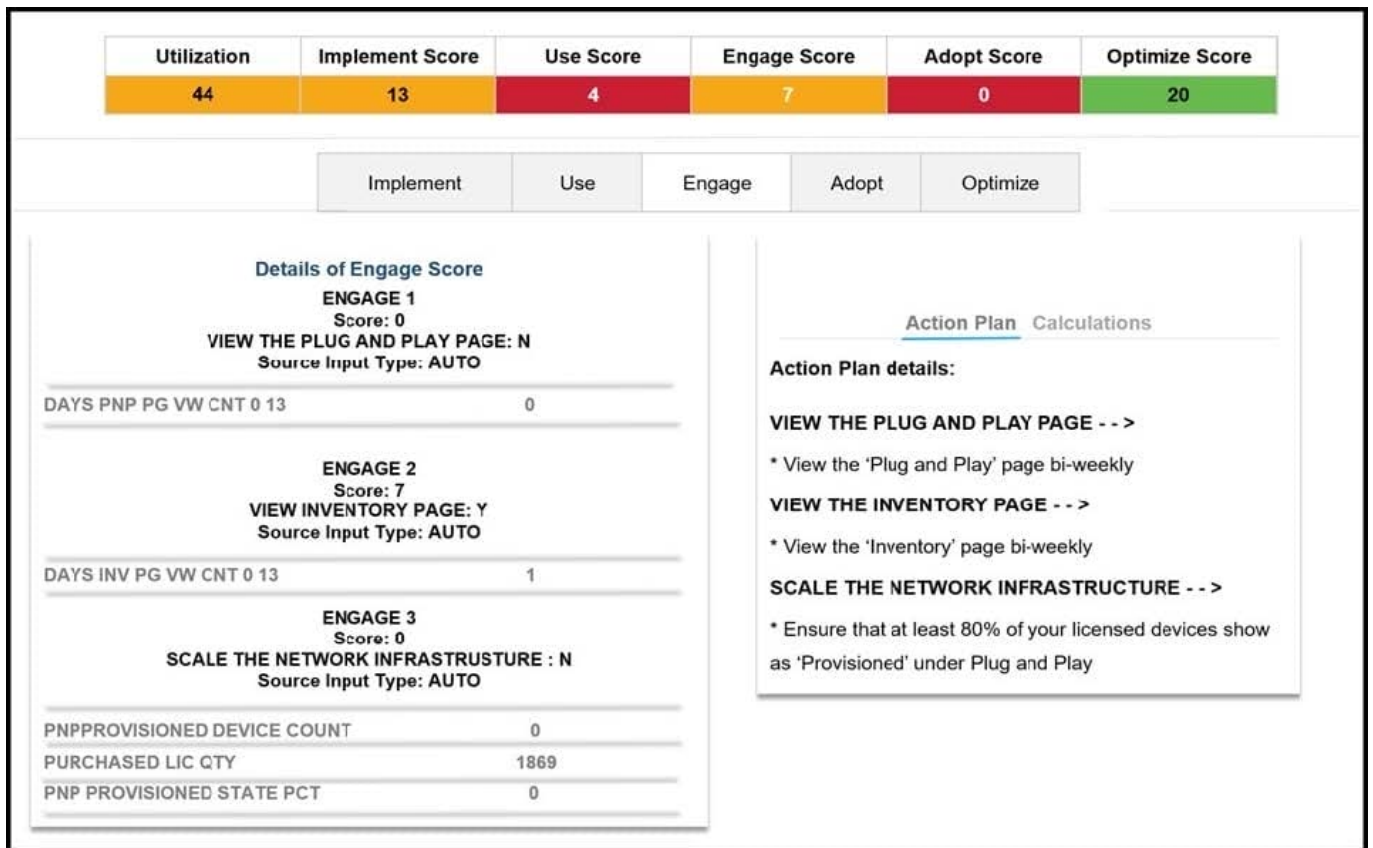 Utilization Implement Score Use Score Engage Score Adopt Score Optimize Score
44 13 4 7 0 20
Implement Use Engage Adopt Optimize
Details of Engage Score
ENGAGE 1
Score: 0
VIEW THE PLUG AND PLAY PAGE: N
Source Input Type: AUTO
DAYS PNP PG VW CNT 0 13 0
ENGAGE 2
Score: 7
VIEW INVENTORY PAGE: Y
Source Input Type: AUTO
DAYS INV PG VW CNT 0 13 1
ENGAGE 3
Score: 0
SCALE THE NETWORK INFRASTRUSTURE : N
Source Input Type: AUTO
PNPPROVISIONED DEVICE COUNT 0
PURCHASED LIC QTY 1869
PNP PROVISIONED STATE PCT 0
Action Plan Calculations
Action Plan details:
VIEW THE PLUG AND PLAY PAGE - - >
* View the ‘Plug and Play’ page bi-weekly
VIEW THE INVENTORY PAGE - - >
* View the ‘Inventory’ page bi-weekly
SCALE THE NETWORK INFRASTRUCTURE - - >
* Ensure that at least 80% of your licensed devices show
as ‘Provisioned’ under Plug and Play